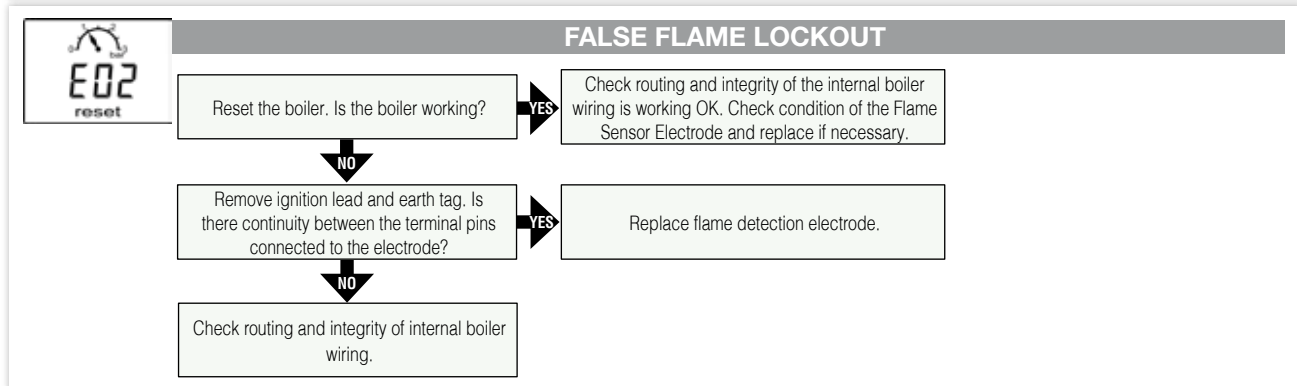 FALSE FLAME LOCKOUT
0
bar
E02
reset
Reset the boiler. Is the boiler working?
YES
Check routing and integrity of the internal boiler
wiring is working OK. Check condition of the Flame
Sensor Electrode and replace if necessary.
NO
Remove ignition lead and earth tag. Is
there continuity between the terminal pins
connected to the electrode?
YES
Replace flame detection electrode.
NO
Check routing and integrity of internal boiler
wiring.